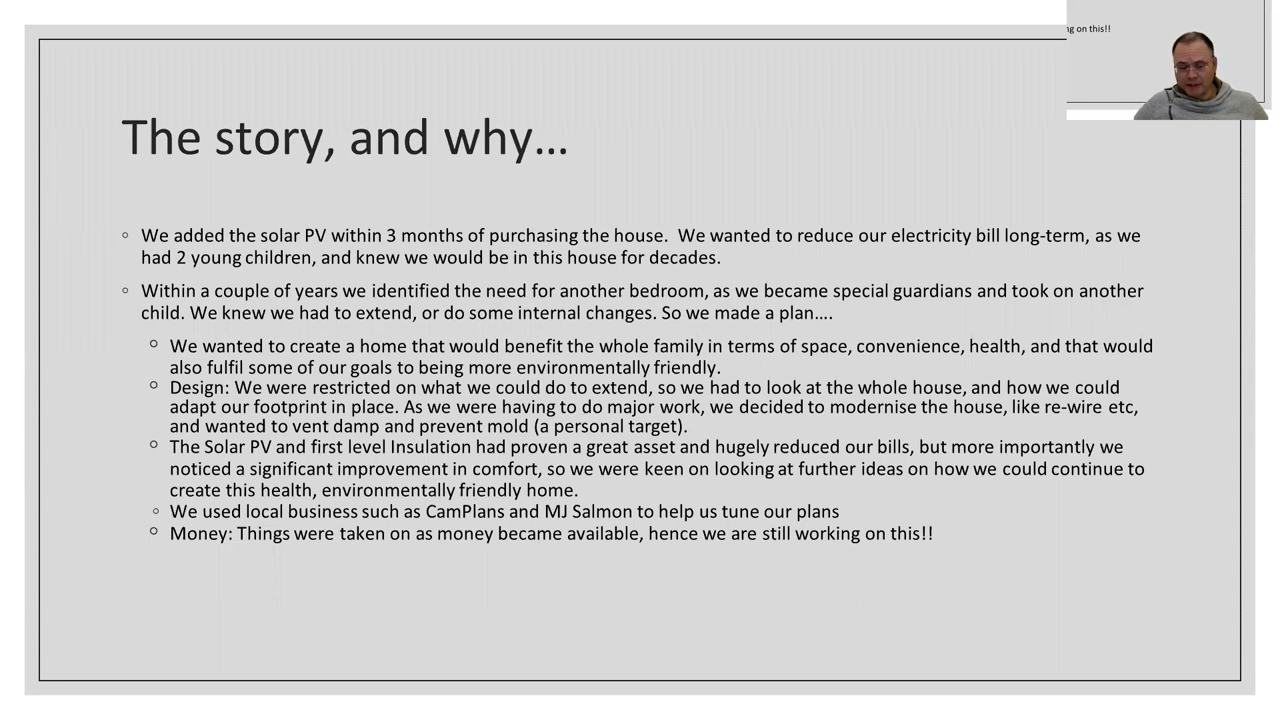 ng on this!!
The story, and why...
◦ We added the solar PV within 3 months of purchasing the house.  We wanted to reduce our electricity bill long-term, as we
had 2 young children, and knew we would be in this house for decades.
◦ Within a couple of years we identified the need for another bedroom, as we became special guardians and took on another
child. We knew we had to extend, or do some internal changes. So we made a plan....
◦ We wanted to create a home that would benefit the whole family in terms of space, convenience, health, and that would
also fulfil some of our goals to being more environmentally friendly.
◦ Design: We were restricted on what we could do to extend, so we had to look at the whole house, and how we could
adapt our footprint in place. As we were having to do major work, we decided to modernise the house, like re-wire etc,
and wanted to vent damp and prevent mold (a personal target).
◦ The Solar PV and first level Insulation had proven a great asset and hugely reduced our bills, but more importantly we
noticed a significant improvement in comfort, so we were keen on looking at further ideas on how we could continue to
create this health, environmentally friendly home.
◦ We used local business such as CamPlans and MJ Salmon to help us tune our plans
◦ Money: Things were taken on as money became available, hence we are still working on this!!